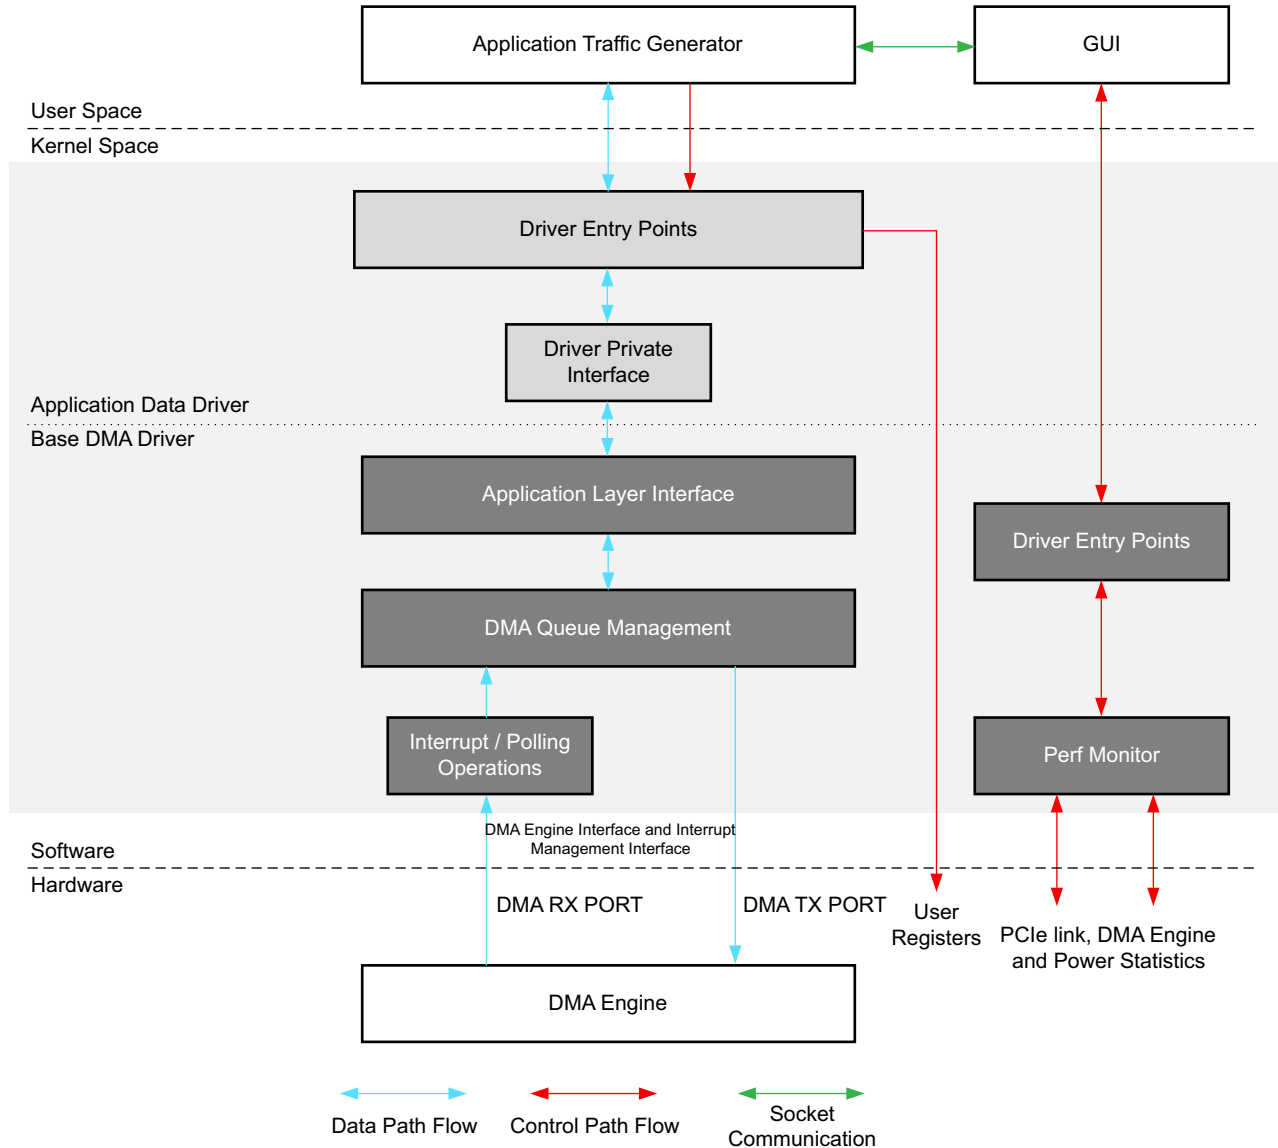 Application Traffic Generator
GUI
User Space
Kernel Space
Driver Entry Points
Driver Private
Interface
Application Data Driver
Base DMA Driver
Application Layer Interface
Driver Entry Points
DMA Queue Management
Interrupt / Polling
Operations
Perf Monitor
DMA Engine Interface and Interrupt
Management Interface
Software
Hardware
DMA RX PORT
DMA TX PORT
User
Registers
PCIe link, DMA Engine
and Power Statistics
DMA Engine
Data Path Flow
Control Path Flow
Socket
Communication